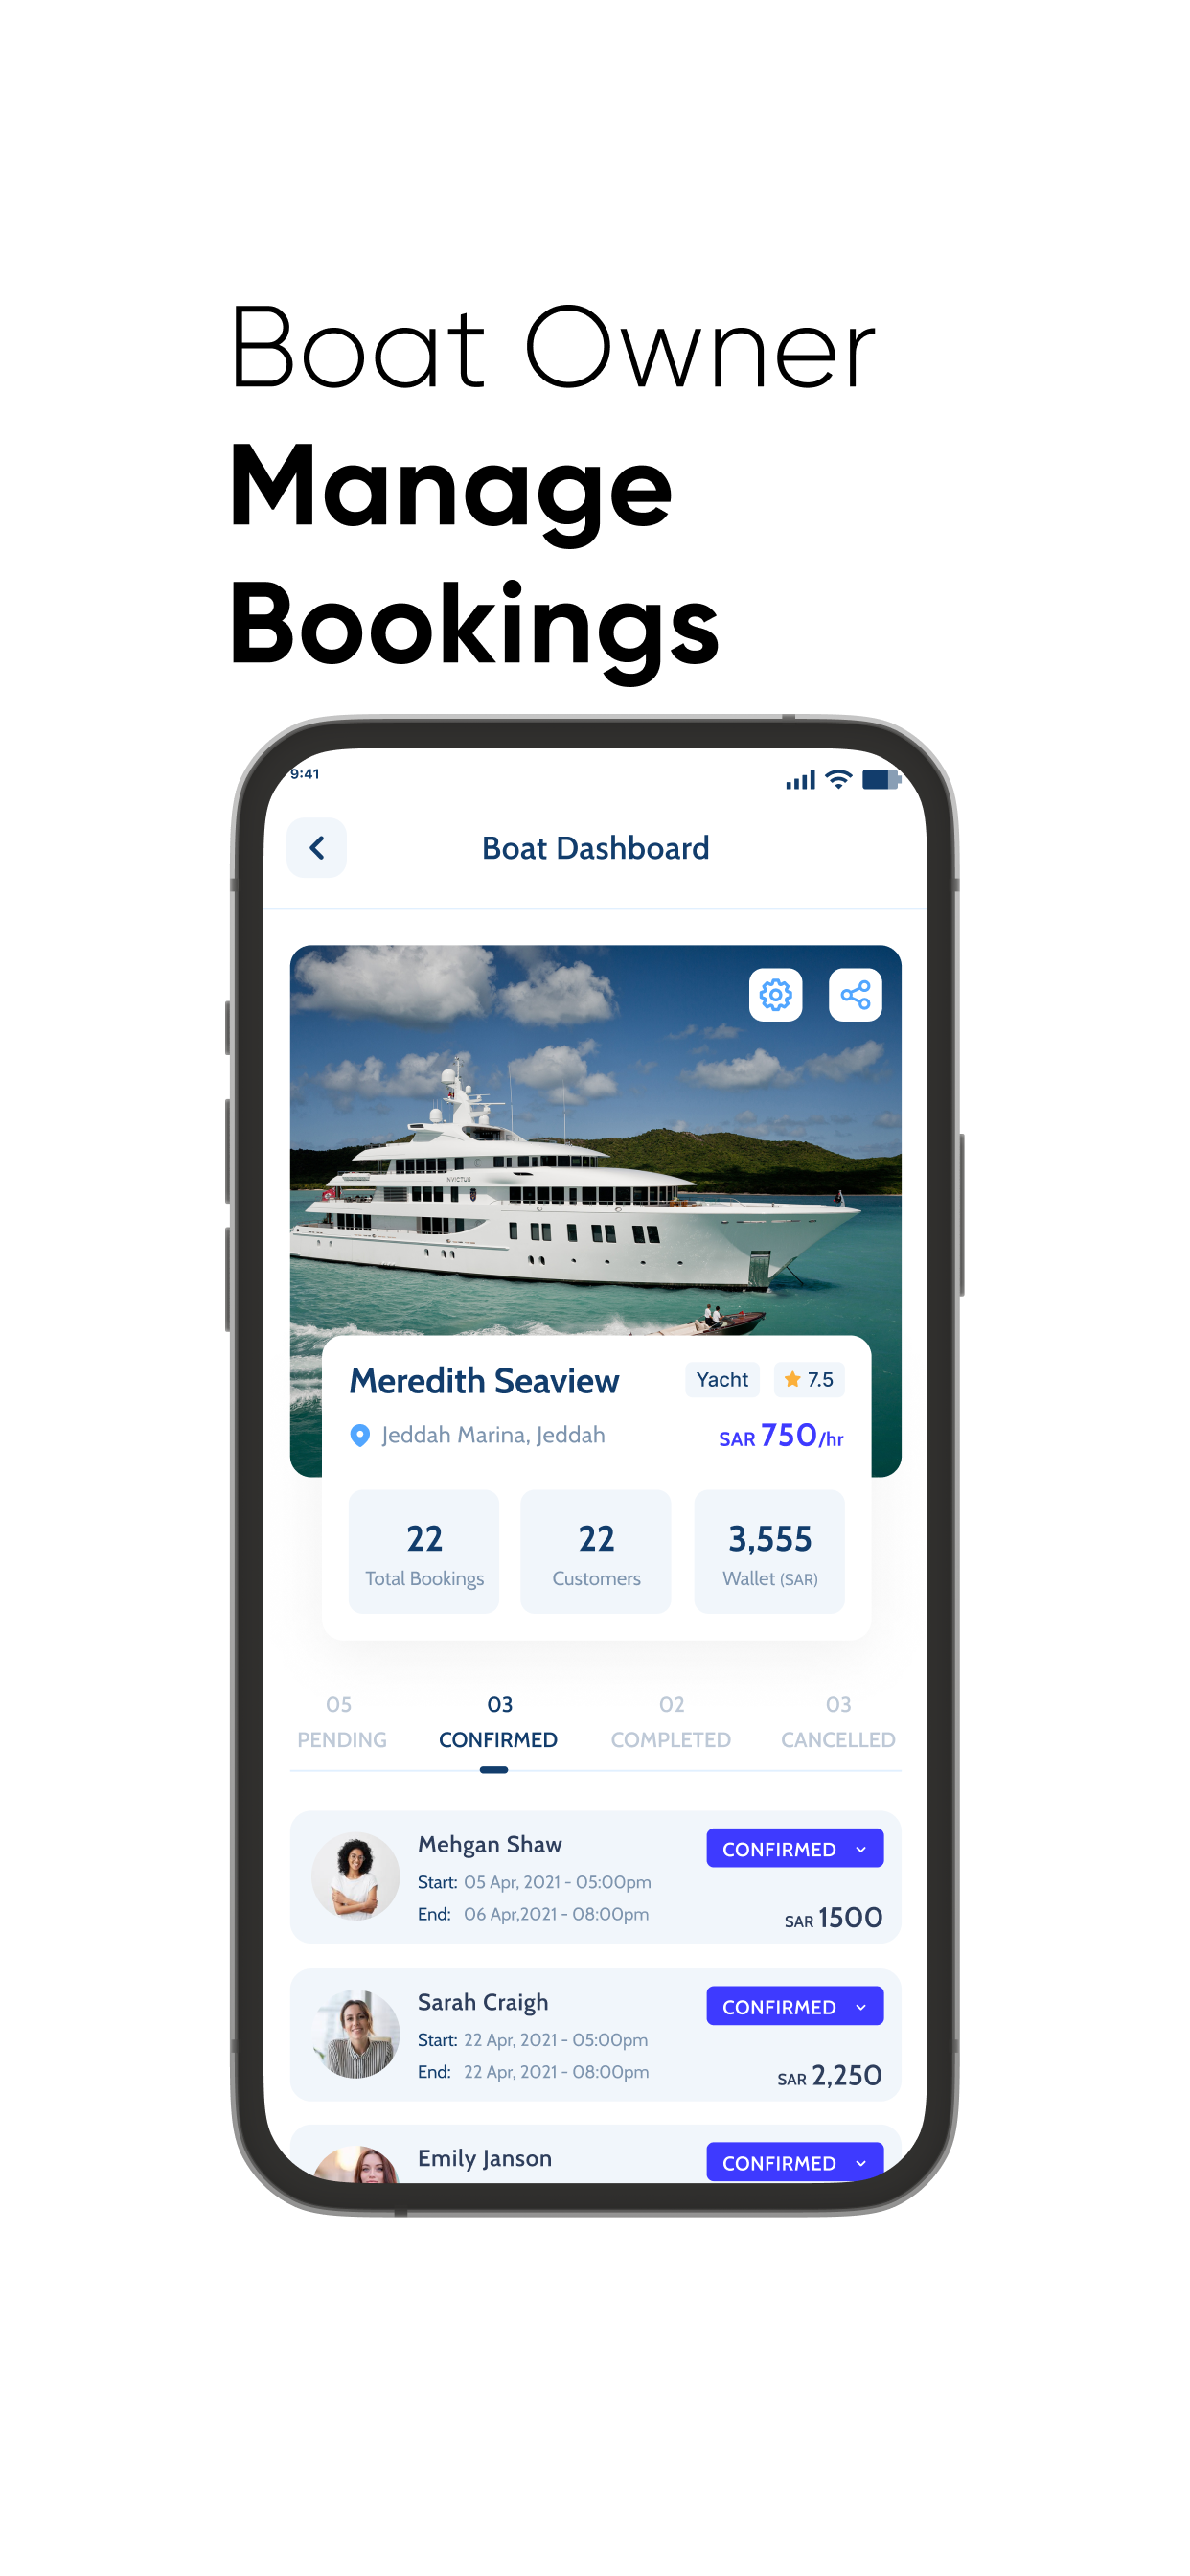 Boat Owner
Manage
Bookings
9:41
Boat Dashboard
INVICTUS
Meredith Seaview
Yacht
7.5
Jeddah Marina, Jeddah
SAR 750/hr
22
22
3,555
Total Bookings
Customers
Wallet (SAR)
05
03
02
03
PENDING
CONFIRMED
COMPLETED
CANCELLED
Mehgan Shaw
CONFIRMED
Start: 05 Apr, 2021 - 05:00pm
End: 06 Apr,2021 - 08:00pm
SAR 1500
Sarah Craigh
CONFIRMED
Start: 22 Apr, 2021 - 05:00pm
End: 22 Apr, 2021 - 08:00pm
SAR 2,250
Emily Janson
CONFIRMED